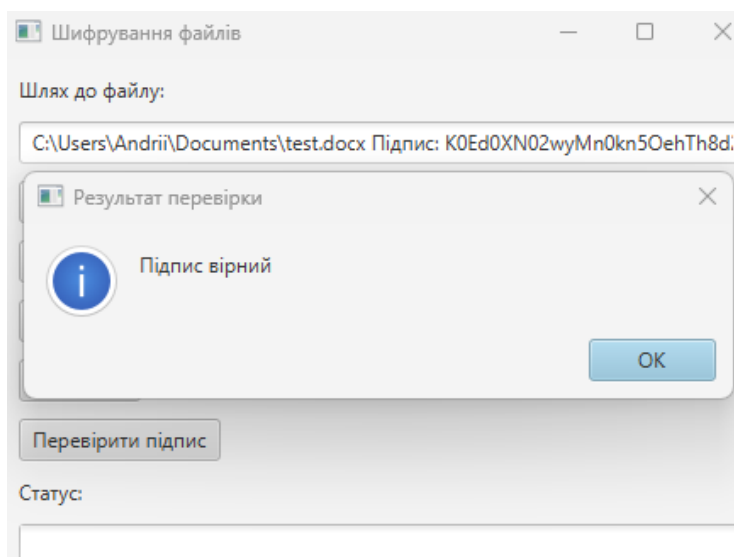 Шифрування файлів
Шлях до файлу:
C:\Users\Andrii\Documents\test.docx Підпис: K0Ed0XN02wyMn0kn5OehTh8d
Результат перевірки
Підпис вірний
OK
Перевірити підпис
Статус: